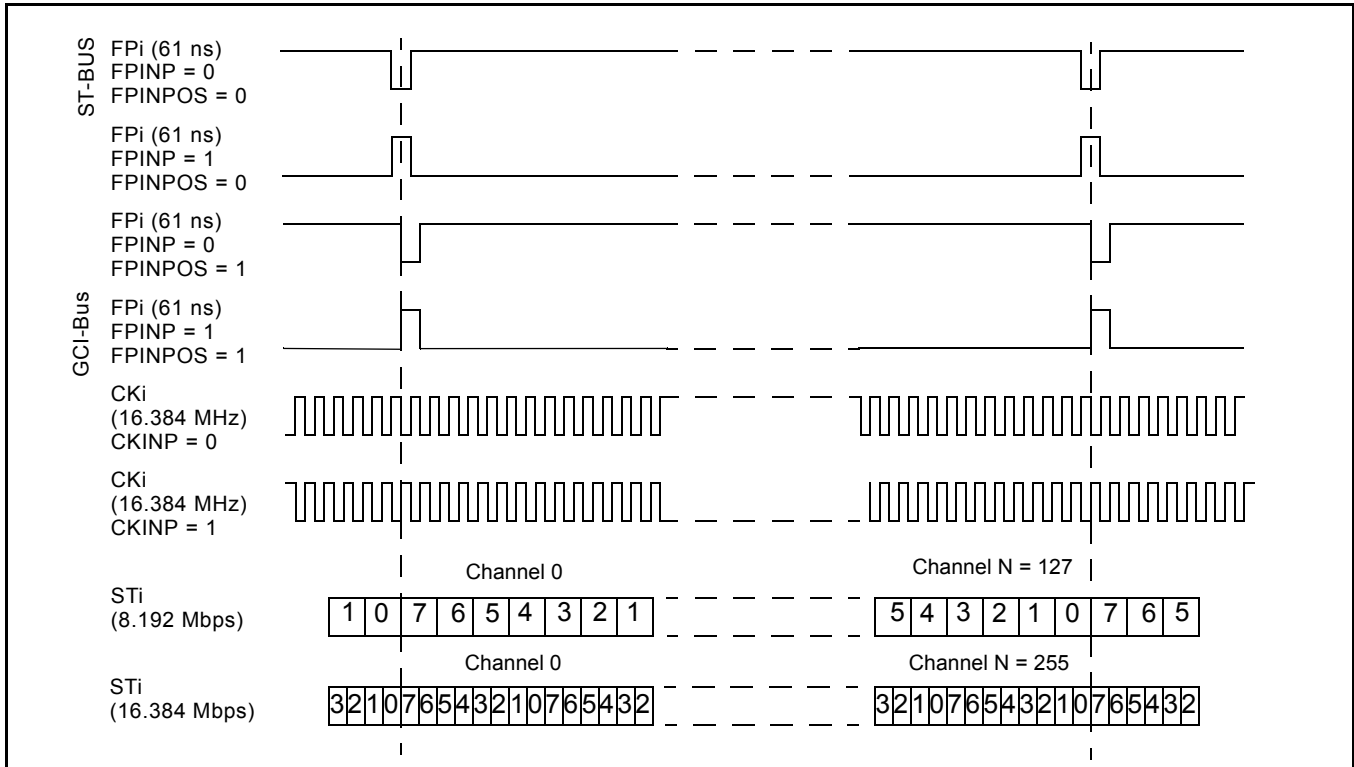 ST-BUS
FPi (61 ns)
FPINP = 0
FPINPOS = 0
FPi (61 ns)
FPINP = 1
FPINPOS = 0
FPi (61 ns)
FPINP = 0
FPINPOS = 1
GCI-Bus
FPi (61 ns)
FPINP = 1
FPINPOS = 1
CKi
(16.384 MHz)
CKINP = 0
CKi
(16.384 MHz)
CKINP = 1
Channel 0
Channel N = 127
STi
(8.192 Mbps)
1 0 7 6 5 4 3 2 1
5 4 3 2 1 0 7 6 5
Channel 0
Channel N = 255
STi
(16.384 Mbps)
3 2 1 0 7 6 5 4 3 2 1 0 7 6 5 4 3 2
3 2 1 0 7 6 5 4 3 2 1 0 7 6 5 4 3 2